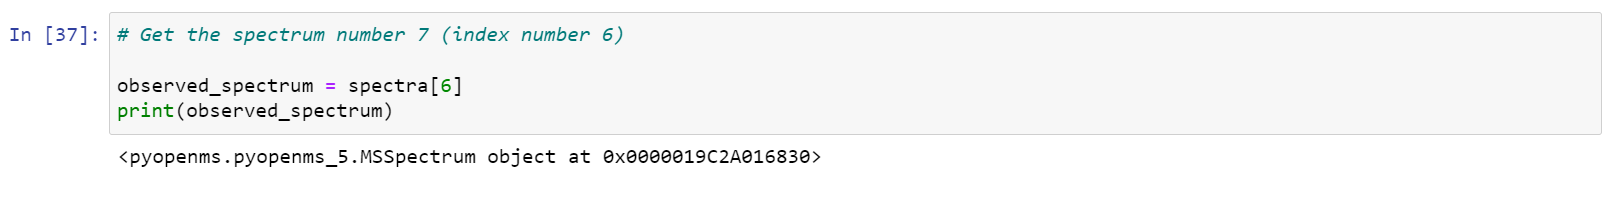 In [37]: # Get the spectrum number 7 (index number 6)
observed_spectrum = spectra[6]
print(observed_spectrum)
<pyopenms.pyopenms_5.MSSpectrum object at 0x0000019C2A016830>